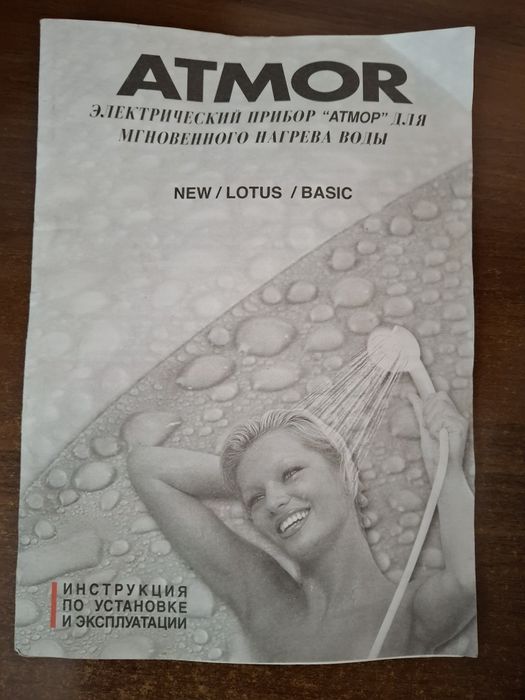 ATMOR
ЭЛЕКТРИЧЕСКИЙ ПРИБОР "АТМОР" ДЛЯ
МГНОВЕННОГО НАГРЕВА ВОДЫ
NEW / LOTUS / BASIC
ИНСТРУКЦИЯ
ПО УСТАНОВКЕ
И ЭКСПЛУАТАЦИИ